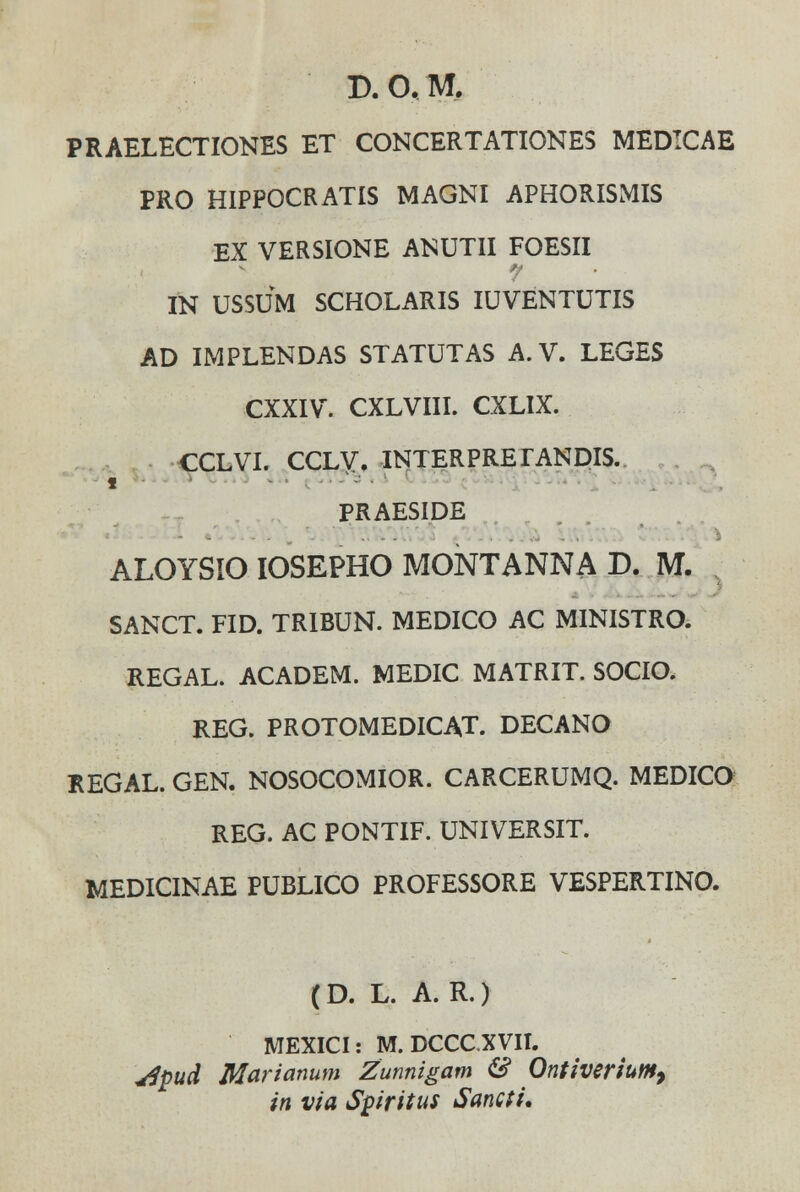 D. O. M.
PRAELECTIONES ET CONCERTATIONES MEDICAE
PRO HIPPOCRATIS MAGNI APHORISMIS
EX VERSIONE ANUTII FOESII
IN USSUM SCHOLARIS IUVENTUTIS
AD IMPLENDAS STATUTAS A. V. LEGES
CXXIV. CXLVIII. CXLIX.
CCLVI. CCLV. INTERPRETANDIS.
PRAESIDE
ALOYSIO IOSEPHO MONTANNA D. M.
SANCT. FID. TRIBUN. MEDICO AC MINISTRO.
REGAL. ACADEM. MEDIC MATRIT. SOCIO.
REG. PROTOMEDICAT. DECANO
REGAL. GEN. NOSOCOMIOR. CARCERUMQ. MEDICO
REG. AC PONTIF. UNIVERSIT.
MEDICINAE PUBLICO PROFESSORE VESPERTINO.
(D. L. A. R.)
MEXICI: M. DCCC.XVII.
Apud Marianum Zunnigam & Ontiverium,
in via Spiritus Sancti.